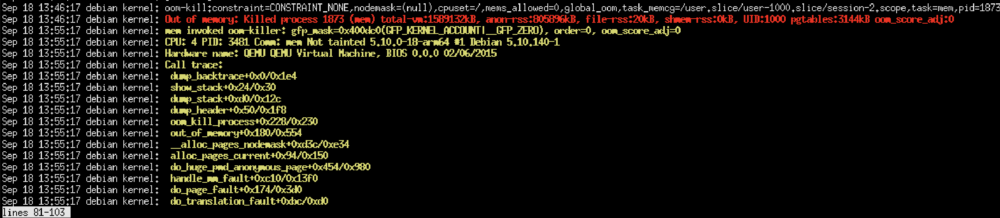 Sep 18 13:46:17 debian kernel: oom-kill:constraint=CONSTRAINT_NONE,nodemask=(null),cpuset=/,mems_allowed=0,global_oom,task_memcg=/user.slice/user-1000.slice/session-2.scope,task=mem,pid=1873
Sep 18 13:46:17 debian kernel: Out of memory: Killed process 1873 (mem) total-vm:1589132kB, anon-rss:805896kB, file-rss:20kB, shmem-rss:0kB, UID:1000 pgtables:3144kB oom_score_adj:0
Sep 18 13:55:17 debian kernel: mem invoked oom-killer: gfp_mask=0x400dc0(GFP_KERNEL_ACCOUNT|__GFP_ZERO), order=0, oom_score_adj=0
Sep 18 13:55:17 debian kernel: CPU: 4 PID: 3481 Comm: mem Not tainted 5.10.0-18-arm64 #1 Debian 5.10.140-1
Sep 18 13:55:17 debian kernel: Hardware name: QEMU QEMU Virtual Machine, BIOS 0.0.0 02/06/2015
Sep 18 13:55:17 debian kernel: Call trace:
Sep 18 13:55:17 debian kernel:  dump_backtrace+0x0/0x1e4
Sep 18 13:55:17 debian kernel:  show_stack+0x24/0x30
Sep 18 13:55:17 debian kernel:  dump_stack+0xd0/0x12c
Sep 18 13:55:17 debian kernel:  dump_header+0x50/0x1f8
Sep 18 13:55:17 debian kernel:  oom_kill_process+0x228/0x230
Sep 18 13:55:17 debian kernel:  out_of_memory+0x180/0x554
Sep 18 13:55:17 debian kernel:  __alloc_pages_nodemask+0xd3c/0xe34
Sep 18 13:55:17 debian kernel:  alloc_pages_current+0x94/0x150
Sep 18 13:55:17 debian kernel:  do_huge_pmd_anonymous_page+0x454/0x980
Sep 18 13:55:17 debian kernel:  handle_mm_fault+0xc10/0x13f0
Sep 18 13:55:17 debian kernel:  do_page_fault+0x174/0x3d0
Sep 18 13:55:17 debian kernel:  do_translation_fault+0xbc/0xd0
lines 81-103